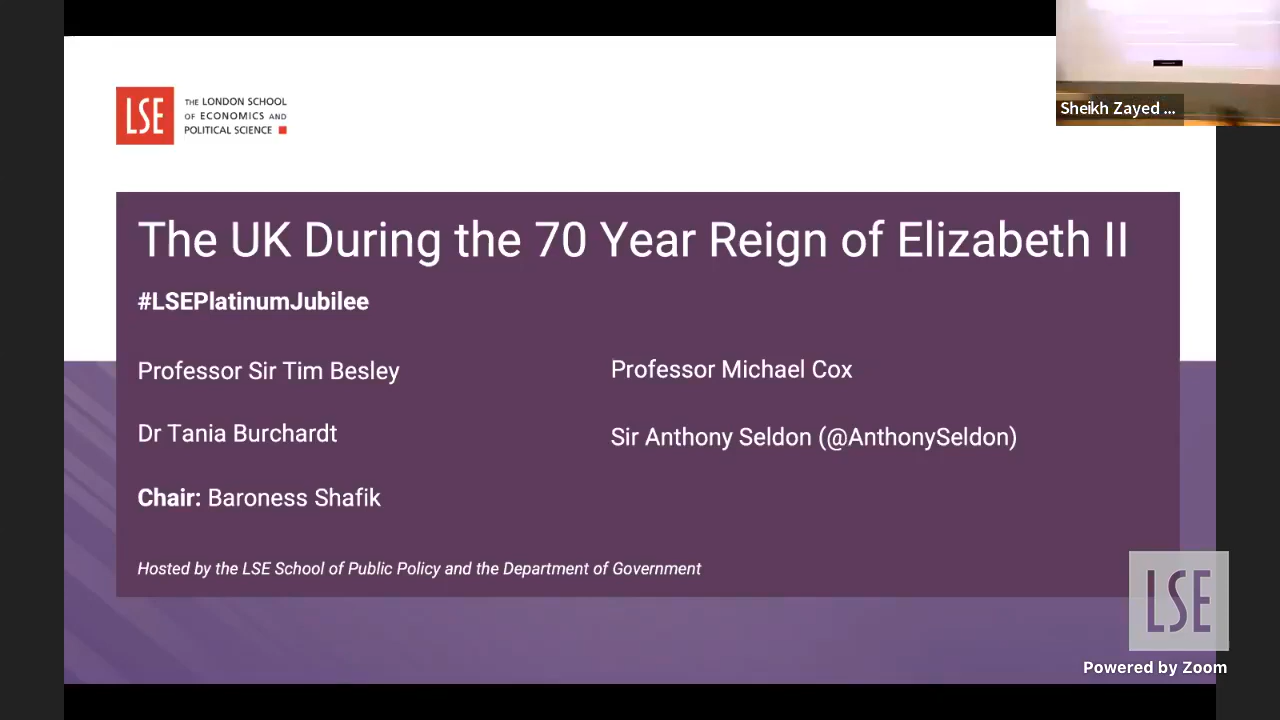 Sheikh Zayed ...
LSE
THE LONDON SCHOOL
OF ECONOMICS AND
POLITICAL SCIENCE
The UK During the 70 Year Reign of Elizabeth II
#LSEPlatinumJubilee
Professor Sir Tim Besley
Professor Michael Cox
Dr Tania Burchardt
Sir Anthony Seldon (@AnthonySeldon)
Chair: Baroness Shafik
Hosted by the LSE School of Public Policy and the Department of Government
LSE
Powered by Zoom